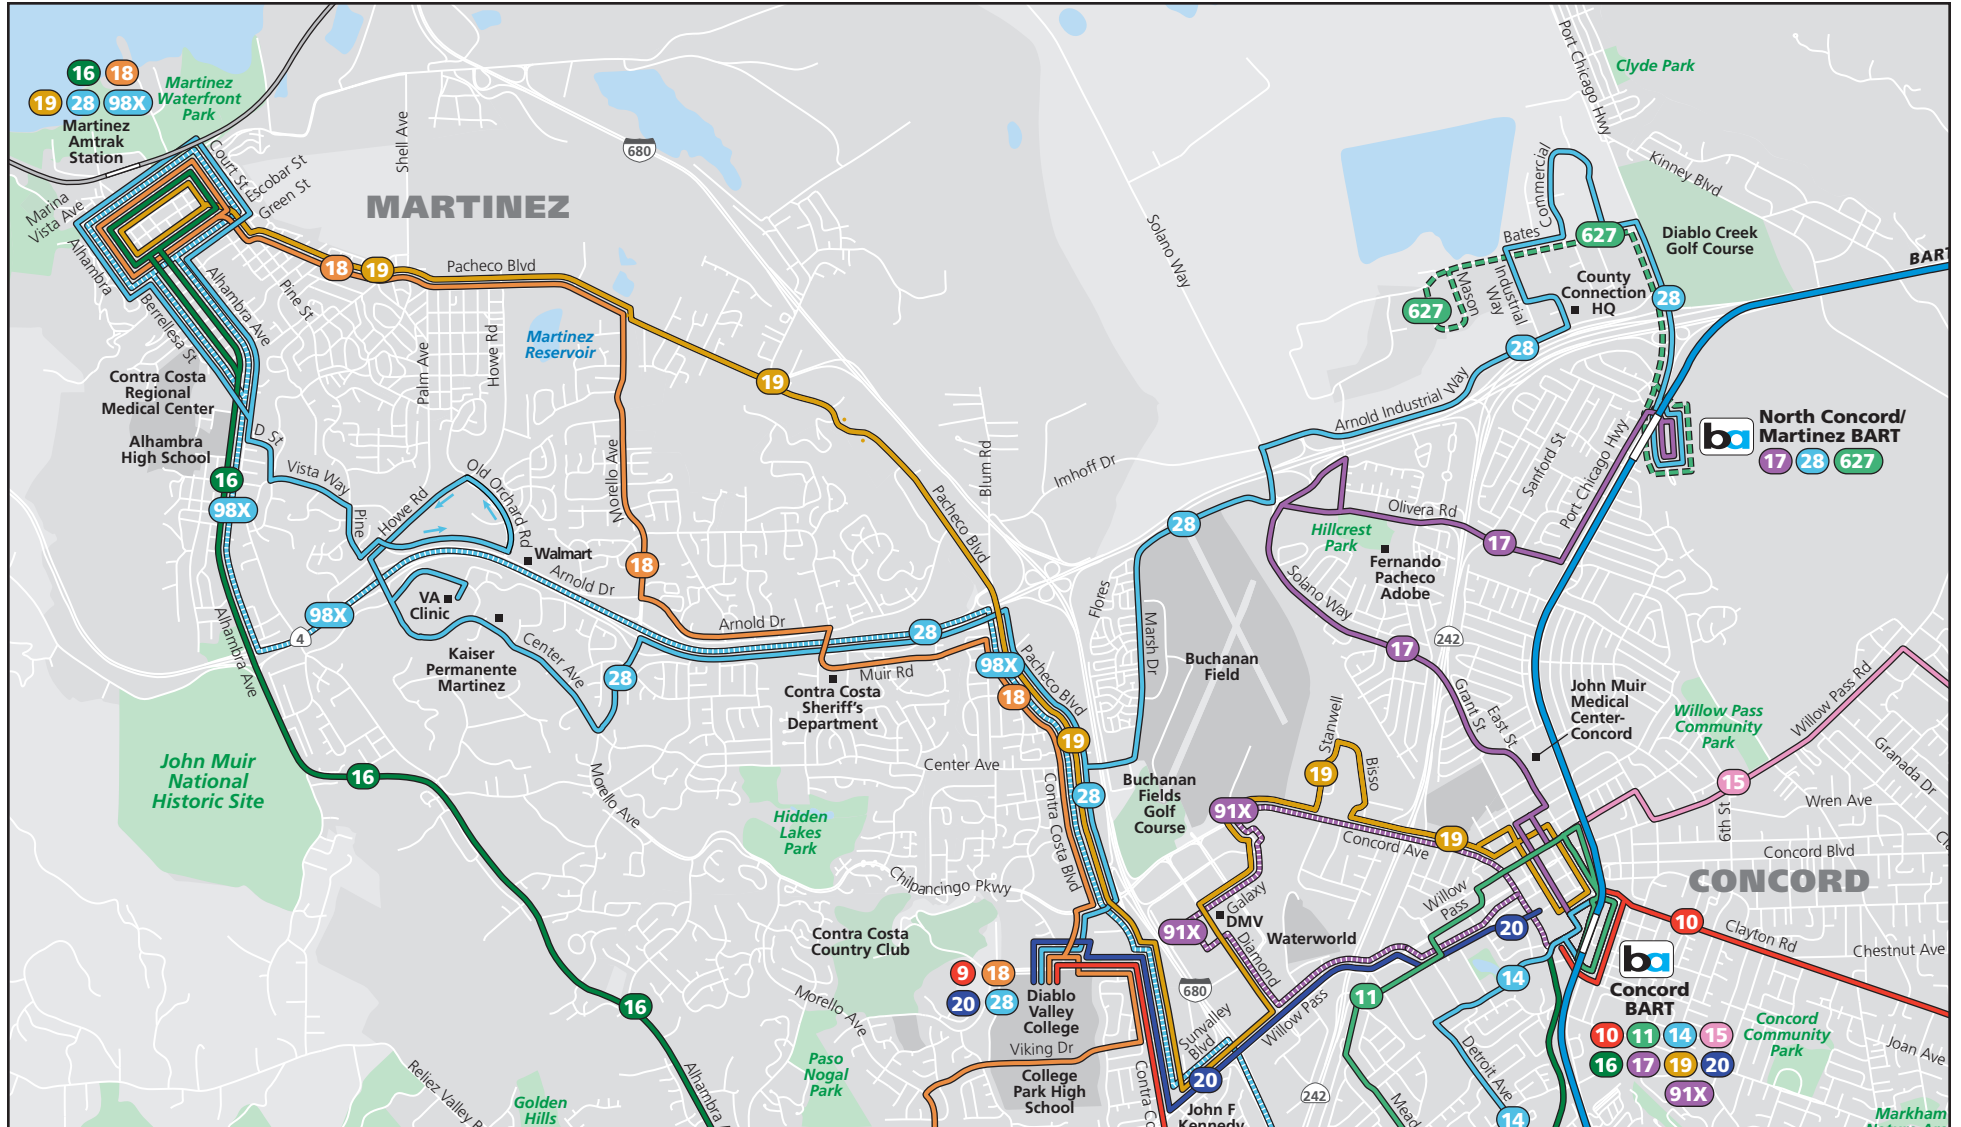 16 18
19 28 98X
Martinez
Amtrak
Station
Martinez
Waterfront
Park
Court St
Escobar St
Green St
Marina
Vista Ave
Alhambra
Berrellesa St
Alhambra Ave
Pine St
Shell Ave
MARTINEZ
680
18
19
Pacheco Blvd
Martinez
Reservoir
Palm Ave
Howe Rd
19
Contra Costa
Regional
Medical Center
Alhambra
High School
D St
Vista Way
Pine
16
98X
Howe Rd
Old Orchard Rd
Walmart
Arnold Dr
VA
Clinic
98X
4
Alhambra Ave
Kaiser
Permanente
Martinez
Center Ave
28
Morello Ave
18
Arnold Dr
28
Muir Rd
Contra Costa
Sheriff's
Department
Blum Rd
Pacheco Blvd
Imhoff Dr
98X
18
Pacheco Blvd
19
28
Flores
Marsh Dr
28
Solano Way
Port Chicago Hwy
Clyde Park
Kinney Blvd
Commercial
Bates
627
Diablo Creek
Golf Course
Mason
Industrial
Way
County
Connection
HQ
627
28
28
Arnold Industrial Way
BART
Sanford St
Port Chicago Hwy
ba
North Concord/
Martinez BART
17 28 627
Olivera Rd
Hillcrest
Park
17
Fernando
Pacheco
Adobe
Solano Way
17
242
Grant St
East St
Buchanan
Field
John Muir
Medical
Center-
Concord
Willow Pass
Community
Park
Willow Pass Rd
15
6th St
Granada Dr
Wren Ave
Concord Blvd
CONCORD
John Muir
National
Historic Site
16
Morello Ave
Center Ave
Hidden
Lakes
Park
Contra Costa Blvd
Chilpancingo Pkwy
Buchanan
Fields
Golf
Course
91X
Stanwell
19
Bisso
19
Concord Ave
Galaxy
DMV
91X
Diamond
Waterworld
Willow
Pass
20
10
Clayton Rd
Chestnut Ave
Contra Costa
Country Club
9 18
20 28
Diablo
Valley
College
16
Morello Ave
Paso
Nogal
Park
Viking Dr
College
Park High
School
680
Sunvalley
Blvd
Willow Pass
20
John F
Kennedy
242
11
14
Detroit Ave
14
ba
Concord
BART
10 11 14 15
16 17 19 20
91X
Concord
Community
Park
Joan Ave
Markham
Alhambra
Golden
Hills